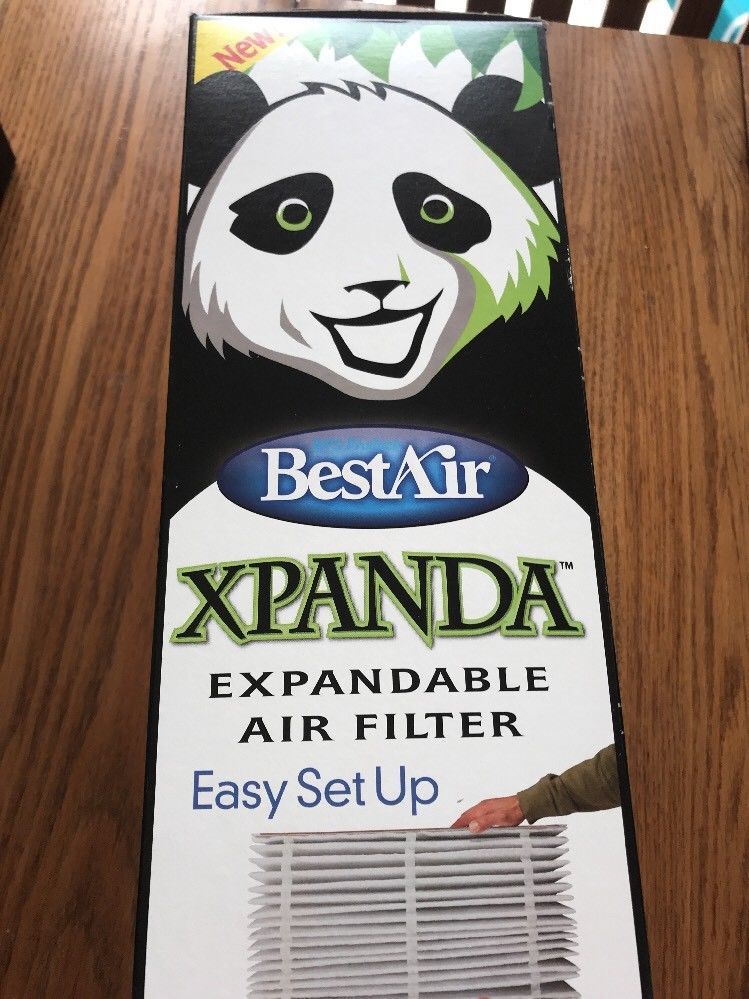 New
BestAir®
XPANDA™
EXPANDABLE
AIR FILTER
Easy Set Up